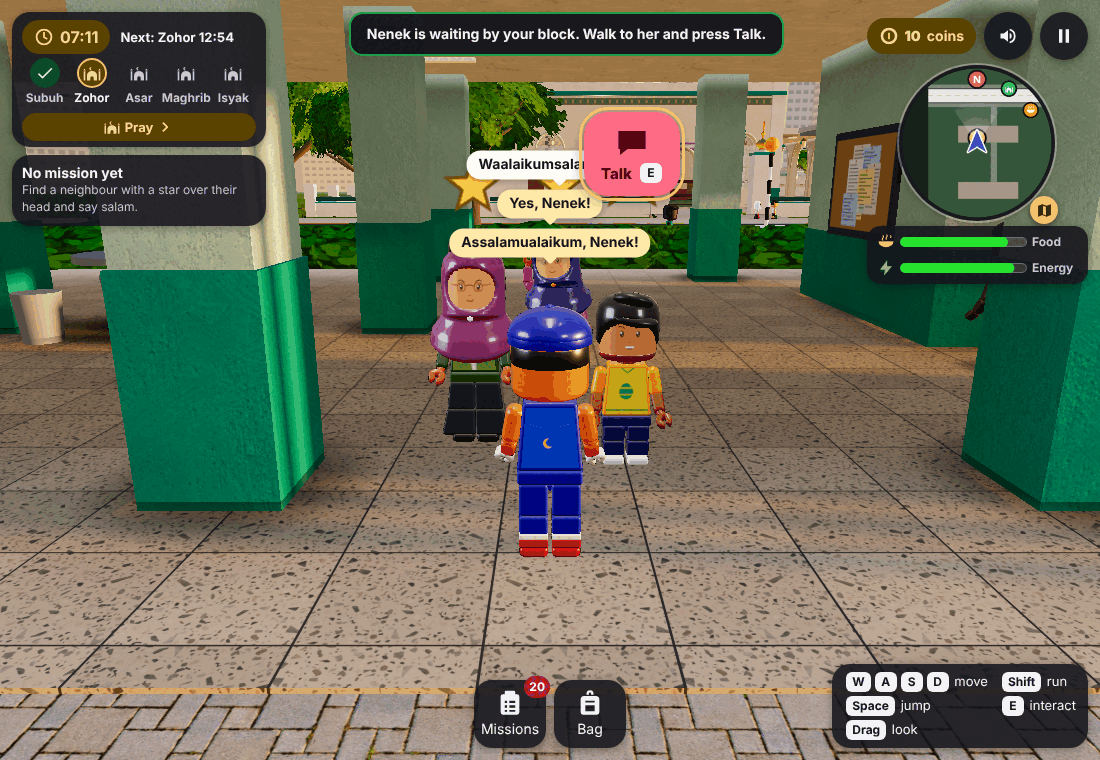 07:11 Next: Zohor 12:54
Subuh Zohor Asar Maghrib Isyak
Pray
No mission yet
Find a neighbour with a star over their
head and say salam.
Nenek is waiting by your block. Walk to her and press Talk.
10 coins
N
Food
Energy
Talk E
Yes, Nenek!
Assalamualaikum, Nenek!
20
Missions
Bag
W A S D move Shift run
Space jump E interact
Drag look